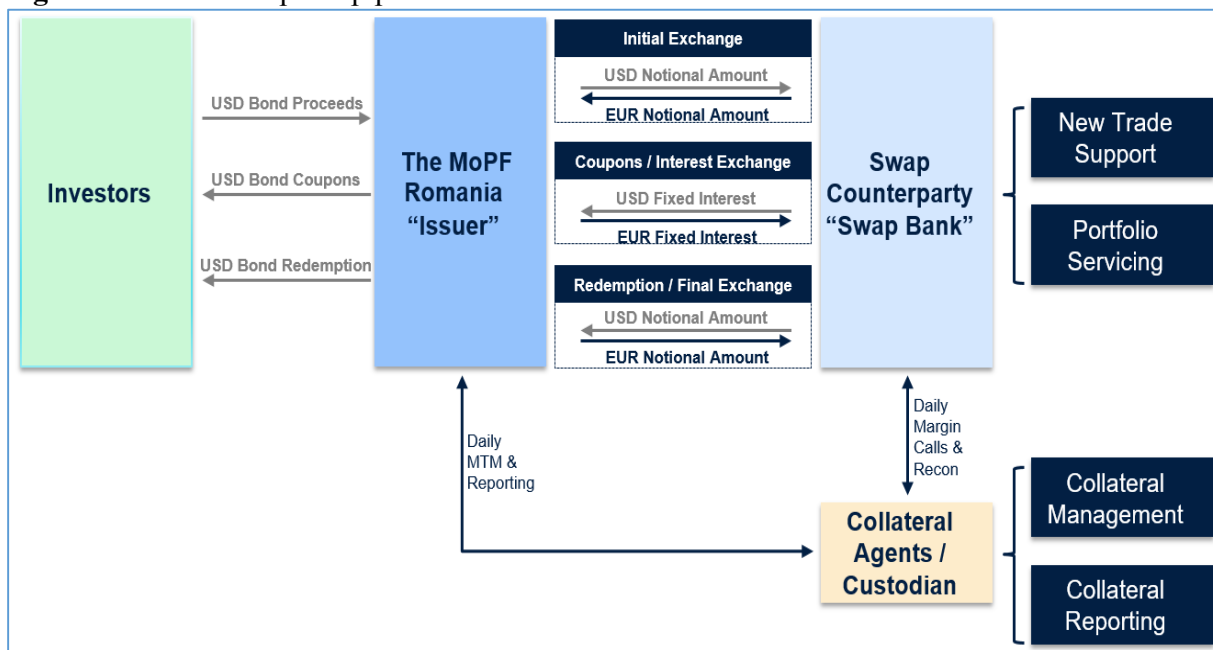 Investors
USD Bond Proceeds
USD Bond Coupons
USD Bond Redemption
The MoPF
Romania
“Issuer”
Initial Exchange
USD Notional Amount
EUR Notional Amount
Coupons / Interest Exchange
USD Fixed Interest
EUR Fixed Interest
Redemption / Final Exchange
USD Notional Amount
EUR Notional Amount
Swap
Counterparty
“Swap Bank”
New Trade
Support
Portfolio
Servicing
Daily
MTM &
Reporting
Daily
Margin
Calls &
Recon
Collateral
Agents /
Custodian
Collateral
Management
Collateral
Reporting